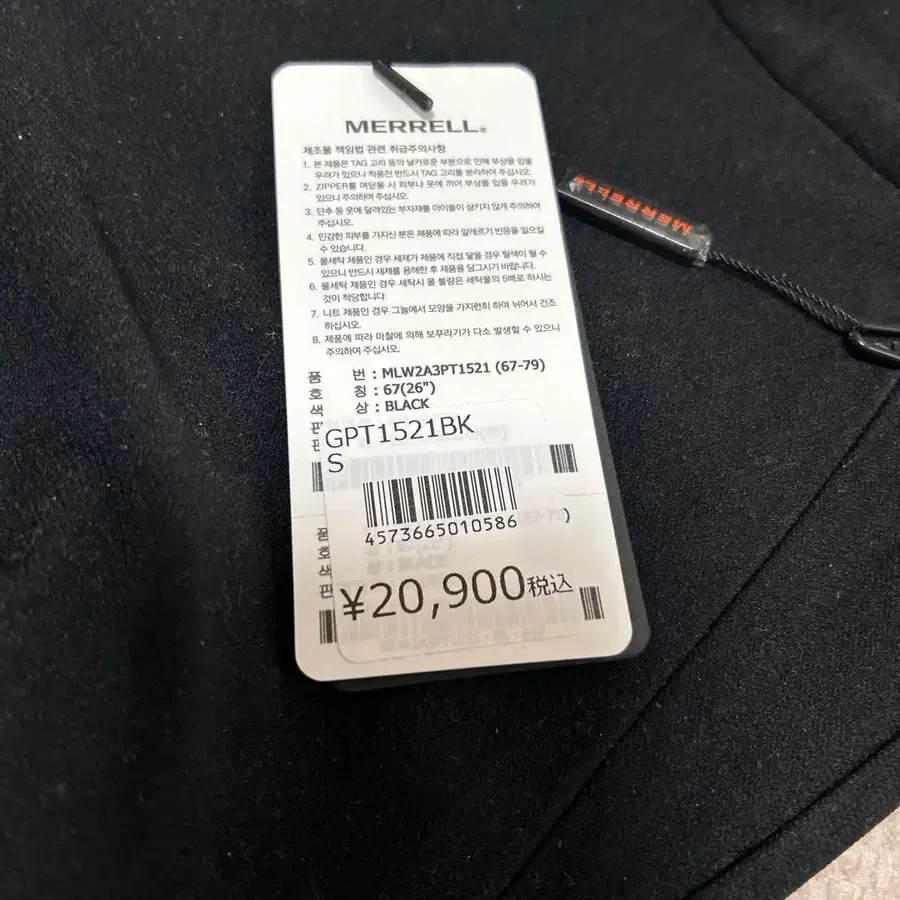 MERRELL®
제조물 책임법 관련 취급주의사항
1. 본 제품은 TAG 고리 등의 날카로운 부분으로 인해 부상을 입을
우려가 있으니 착용전 반드시 TAG 고리를 분리하여 주십시오.
2. ZIPPER를 여닫을 시 피부나 옷에 끼어 부상을 입을 우려가
있으니 주의하여 주십시오.
3. 단추 등 옷에 달려있는 부자재를 아이들이 삼키지 않게 주의하여
주십시오.
4. 민감한 피부를 가지신 분은 제품에 따라 알레르기 반응을 일으킬
수 있습니다.
5. 물세탁 제품인 경우 세제가 제품에 직접 닿을 경우 탈색이 될 수
있으니 반드시 세제를 용해한 후 제품을 담그시기 바랍니다.
6. 물세탁 제품인 경우 세탁시 물 불량은 세탁물의 5배로 하시는
것이 적당합니다.
7. 니트 제품인 경우 그늘에서 모양을 가지런히 하여 뉘어서 건조
하십시오.
8. 제품에 따라 마찰에 의해 보푸라기가 다소 발생할 수 있으니
주의하여 주십시오.
품 번 : MLW2A3PT1521 (67-79)
호 칭 : 67(26")
색 상 : BLACK
판
GPT1521BK
S
4573665010586
품
호
색
판
¥20,900税込
MERRELL